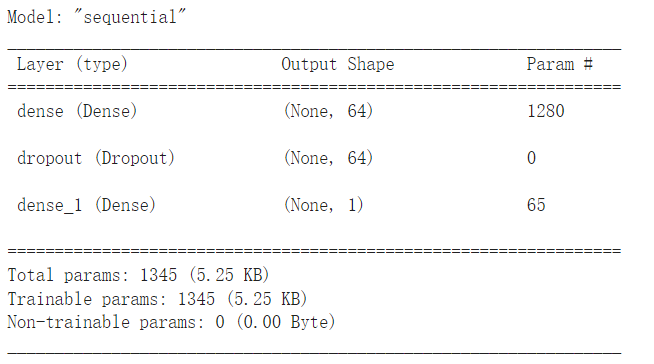 Model: "sequential"
_________________________________________________________________
Layer (type) Output Shape Param #
=================================================================
dense (Dense) (None, 64) 1280
dropout (Dropout) (None, 64) 0
dense_1 (Dense) (None, 1) 65
=================================================================
Total params: 1345 (5.25 KB)
Trainable params: 1345 (5.25 KB)
Non-trainable params: 0 (0.00 Byte)
_________________________________________________________________